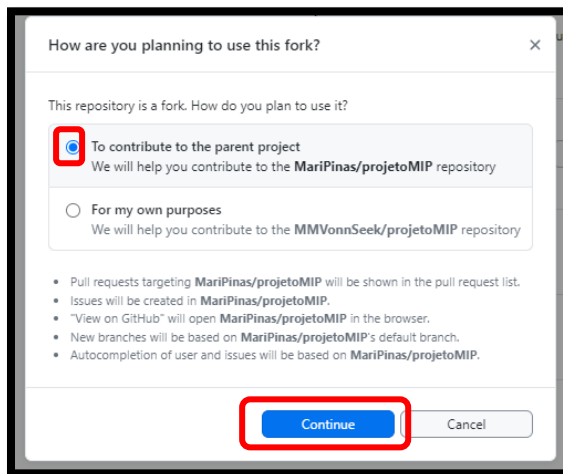 How are you planning to use this fork?
This repository is a fork. How do you plan to use it?
To contribute to the parent project
We will help you contribute to the MariPinas/projetoMIP repository
For my own purposes
We will help you contribute to the MMVonnSeek/projetoMIP repository
Pull requests targeting MariPinas/projetoMIP will be shown in the pull request list.
Issues will be created in MariPinas/projetoMIP.
"View on GitHub" will open MariPinas/projetoMIP in the browser.
New branches will be based on MariPinas/projetoMIP's default branch.
Autocompletion of user and issues will be based on MariPinas/projetoMIP.
Continue
Cancel